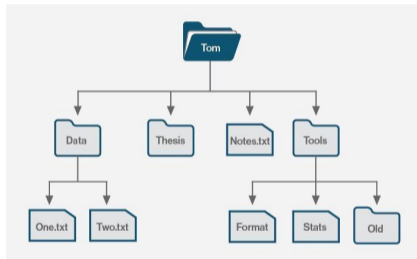 Tom
Data
Thesis
Notes.txt
Tools
One.txt
Two.txt
Format
Stats
Old